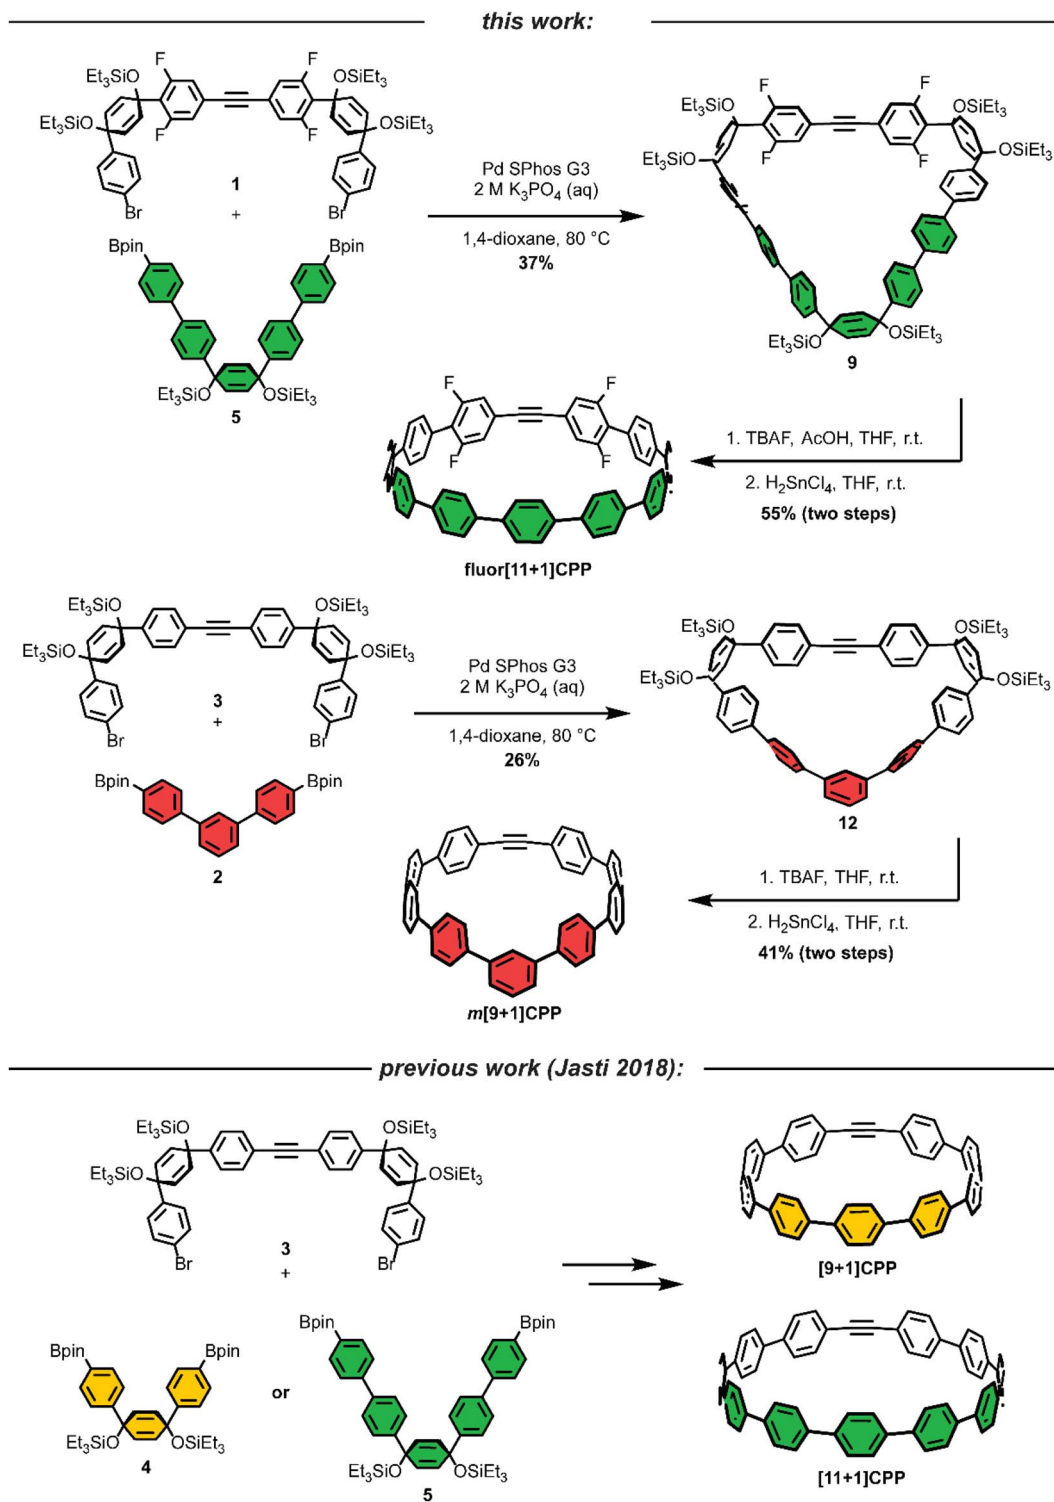 this work:
Et₃SiO
F
OSiEt₃
Et₃SiO
F
F
OSiEt₃
F
Br
1
Br
+
Bpin
Bpin
Et₃SiO
OSiEt₃
5
Pd SPhos G3
2 M K₃PO₄ (aq)
1,4-dioxane, 80 °C
37%
Et₃SiO
F
F
OSiEt₃
Et₃SiO
F
F
OSiEt₃
Et₃SiO
OSiEt₃
9
1. TBAF, AcOH, THF, r.t.
2. H₂SnCl₄, THF, r.t.
55% (two steps)
F
F
F
F
fluor[11+1]CPP
Et₃SiO
OSiEt₃
Et₃SiO
OSiEt₃
Br
3
Br
+
Bpin
Bpin
2
Pd SPhos G3
2 M K₃PO₄ (aq)
1,4-dioxane, 80 °C
26%
Et₃SiO
OSiEt₃
Et₃SiO
OSiEt₃
12
1. TBAF, THF, r.t.
2. H₂SnCl₄, THF, r.t.
41% (two steps)
m[9+1]CPP
previous work (Jasti 2018):
Et₃SiO
OSiEt₃
Et₃SiO
OSiEt₃
Br
3
Br
+
Bpin
Bpin
Et₃SiO
OSiEt₃
4
or
Bpin
Bpin
Et₃SiO
OSiEt₃
5
[9+1]CPP
[11+1]CPP